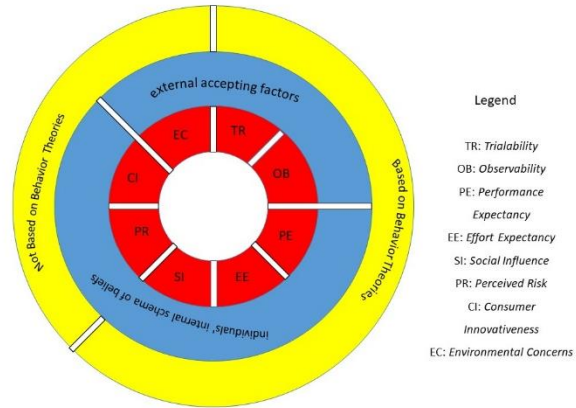 external accepting factors
EC
TR
CI
OB
PR
PE
SI
EE
individuals' internal schema of beliefs
Not Based on Behavior Theories
Based on Behavior Theories
Legend
TR: Trialability
OB: Observability
PE: Performance
Expectancy
EE: Effort Expectancy
SI: Social Influence
PR: Perceived Risk
CI: Consumer
Innovativeness
EC: Environmental Concerns